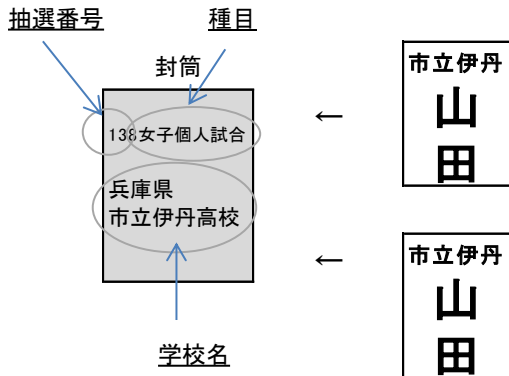 抽選番号
種目
封筒
138女子個人試合
兵庫県
市立伊丹高校
学校名
←
市立伊丹
山
田
←
市立伊丹
山
田